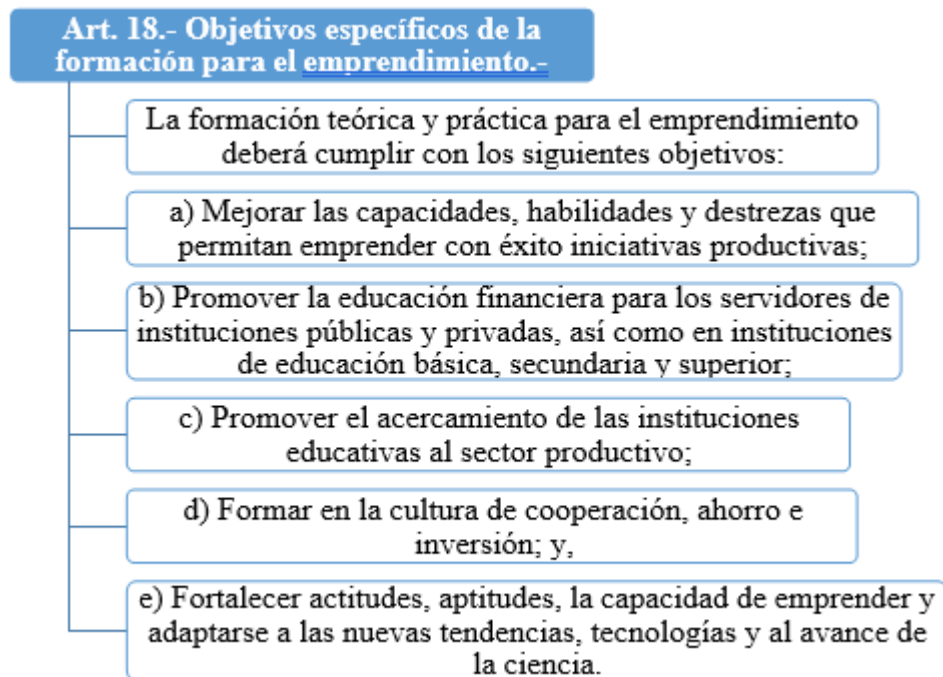 Art. 18.- Objetivos específicos de la
formación para el emprendimiento.-
La formación teórica y práctica para el emprendimiento
deberá cumplir con los siguientes objetivos:
a) Mejorar las capacidades, habilidades y destrezas que
permitan emprender con éxito iniciativas productivas;
b) Promover la educación financiera para los servidores de
instituciones públicas y privadas, así como en instituciones
de educación básica, secundaria y superior;
c) Promover el acercamiento de las instituciones
educativas al sector productivo;
d) Formar en la cultura de cooperación, ahorro e
inversión; y,
e) Fortalecer actitudes, aptitudes, la capacidad de emprender y
adaptarse a las nuevas tendencias, tecnologías y al avance de
la ciencia.